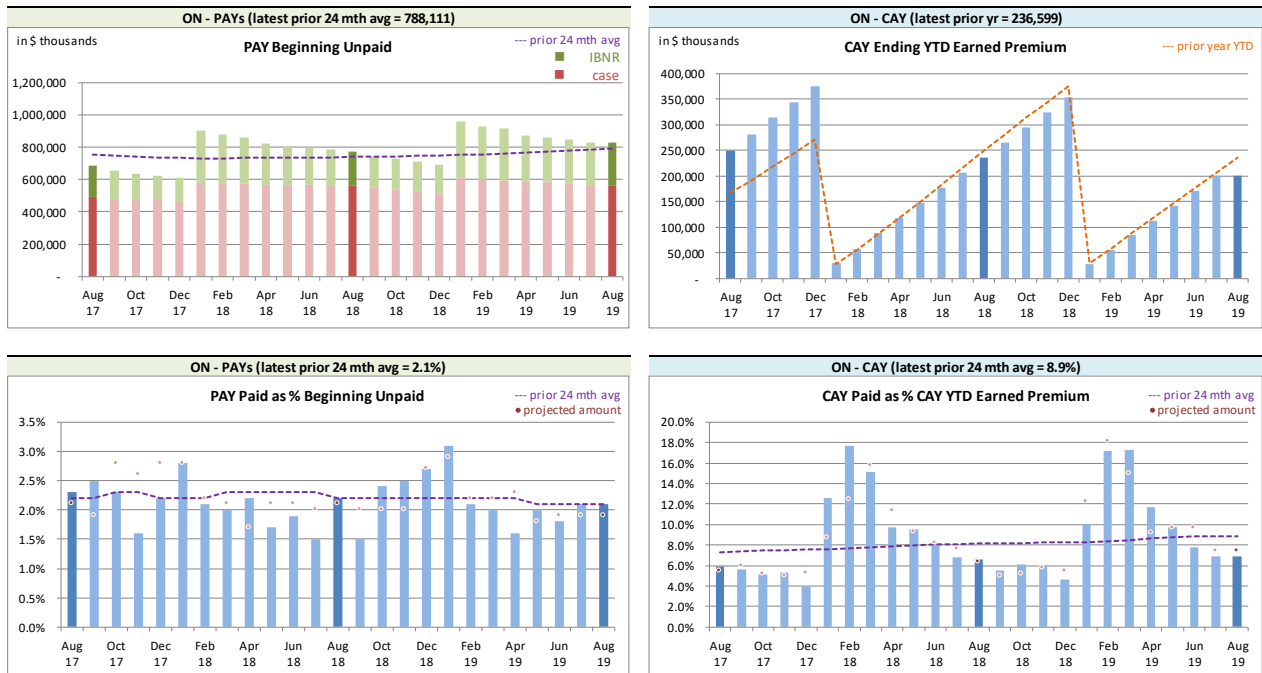 ON - PAYs (latest prior 24 mth avg = 788,111)
in $ thousands
PAY Beginning Unpaid
--- prior 24 mth avg
IBNR
case
1,200,000
1,000,000
800,000
600,000
400,000
200,000
-
Aug Oct Dec Feb Apr Jun Aug Oct Dec Feb Apr Jun Aug
17 17 17 18 18 18 18 18 18 19 19 19 19
ON - CAY (latest prior yr = 236,599)
in $ thousands
CAY Ending YTD Earned Premium
--- prior year YTD
400,000
350,000
300,000
250,000
200,000
150,000
100,000
50,000
-
Aug Oct Dec Feb Apr Jun Aug Oct Dec Feb Apr Jun Aug
17 17 17 18 18 18 18 18 18 19 19 19 19
ON - PAYs (latest prior 24 mth avg = 2.1%)
PAY Paid as % Beginning Unpaid
--- prior 24 mth avg
projected amount
3.5%
3.0%
2.5%
2.0%
1.5%
1.0%
0.5%
0.0%
Aug Oct Dec Feb Apr Jun Aug Oct Dec Feb Apr Jun Aug
17 17 17 18 18 18 18 18 18 19 19 19 19
ON - CAY (latest prior 24 mth avg = 8.9%)
CAY Paid as % CAY YTD Earned Premium
--- prior 24 mth avg
projected amount
20.0%
18.0%
16.0%
14.0%
12.0%
10.0%
8.0%
6.0%
4.0%
2.0%
0.0%
Aug Oct Dec Feb Apr Jun Aug Oct Dec Feb Apr Jun Aug
17 17 17 18 18 18 18 18 18 19 19 19 19